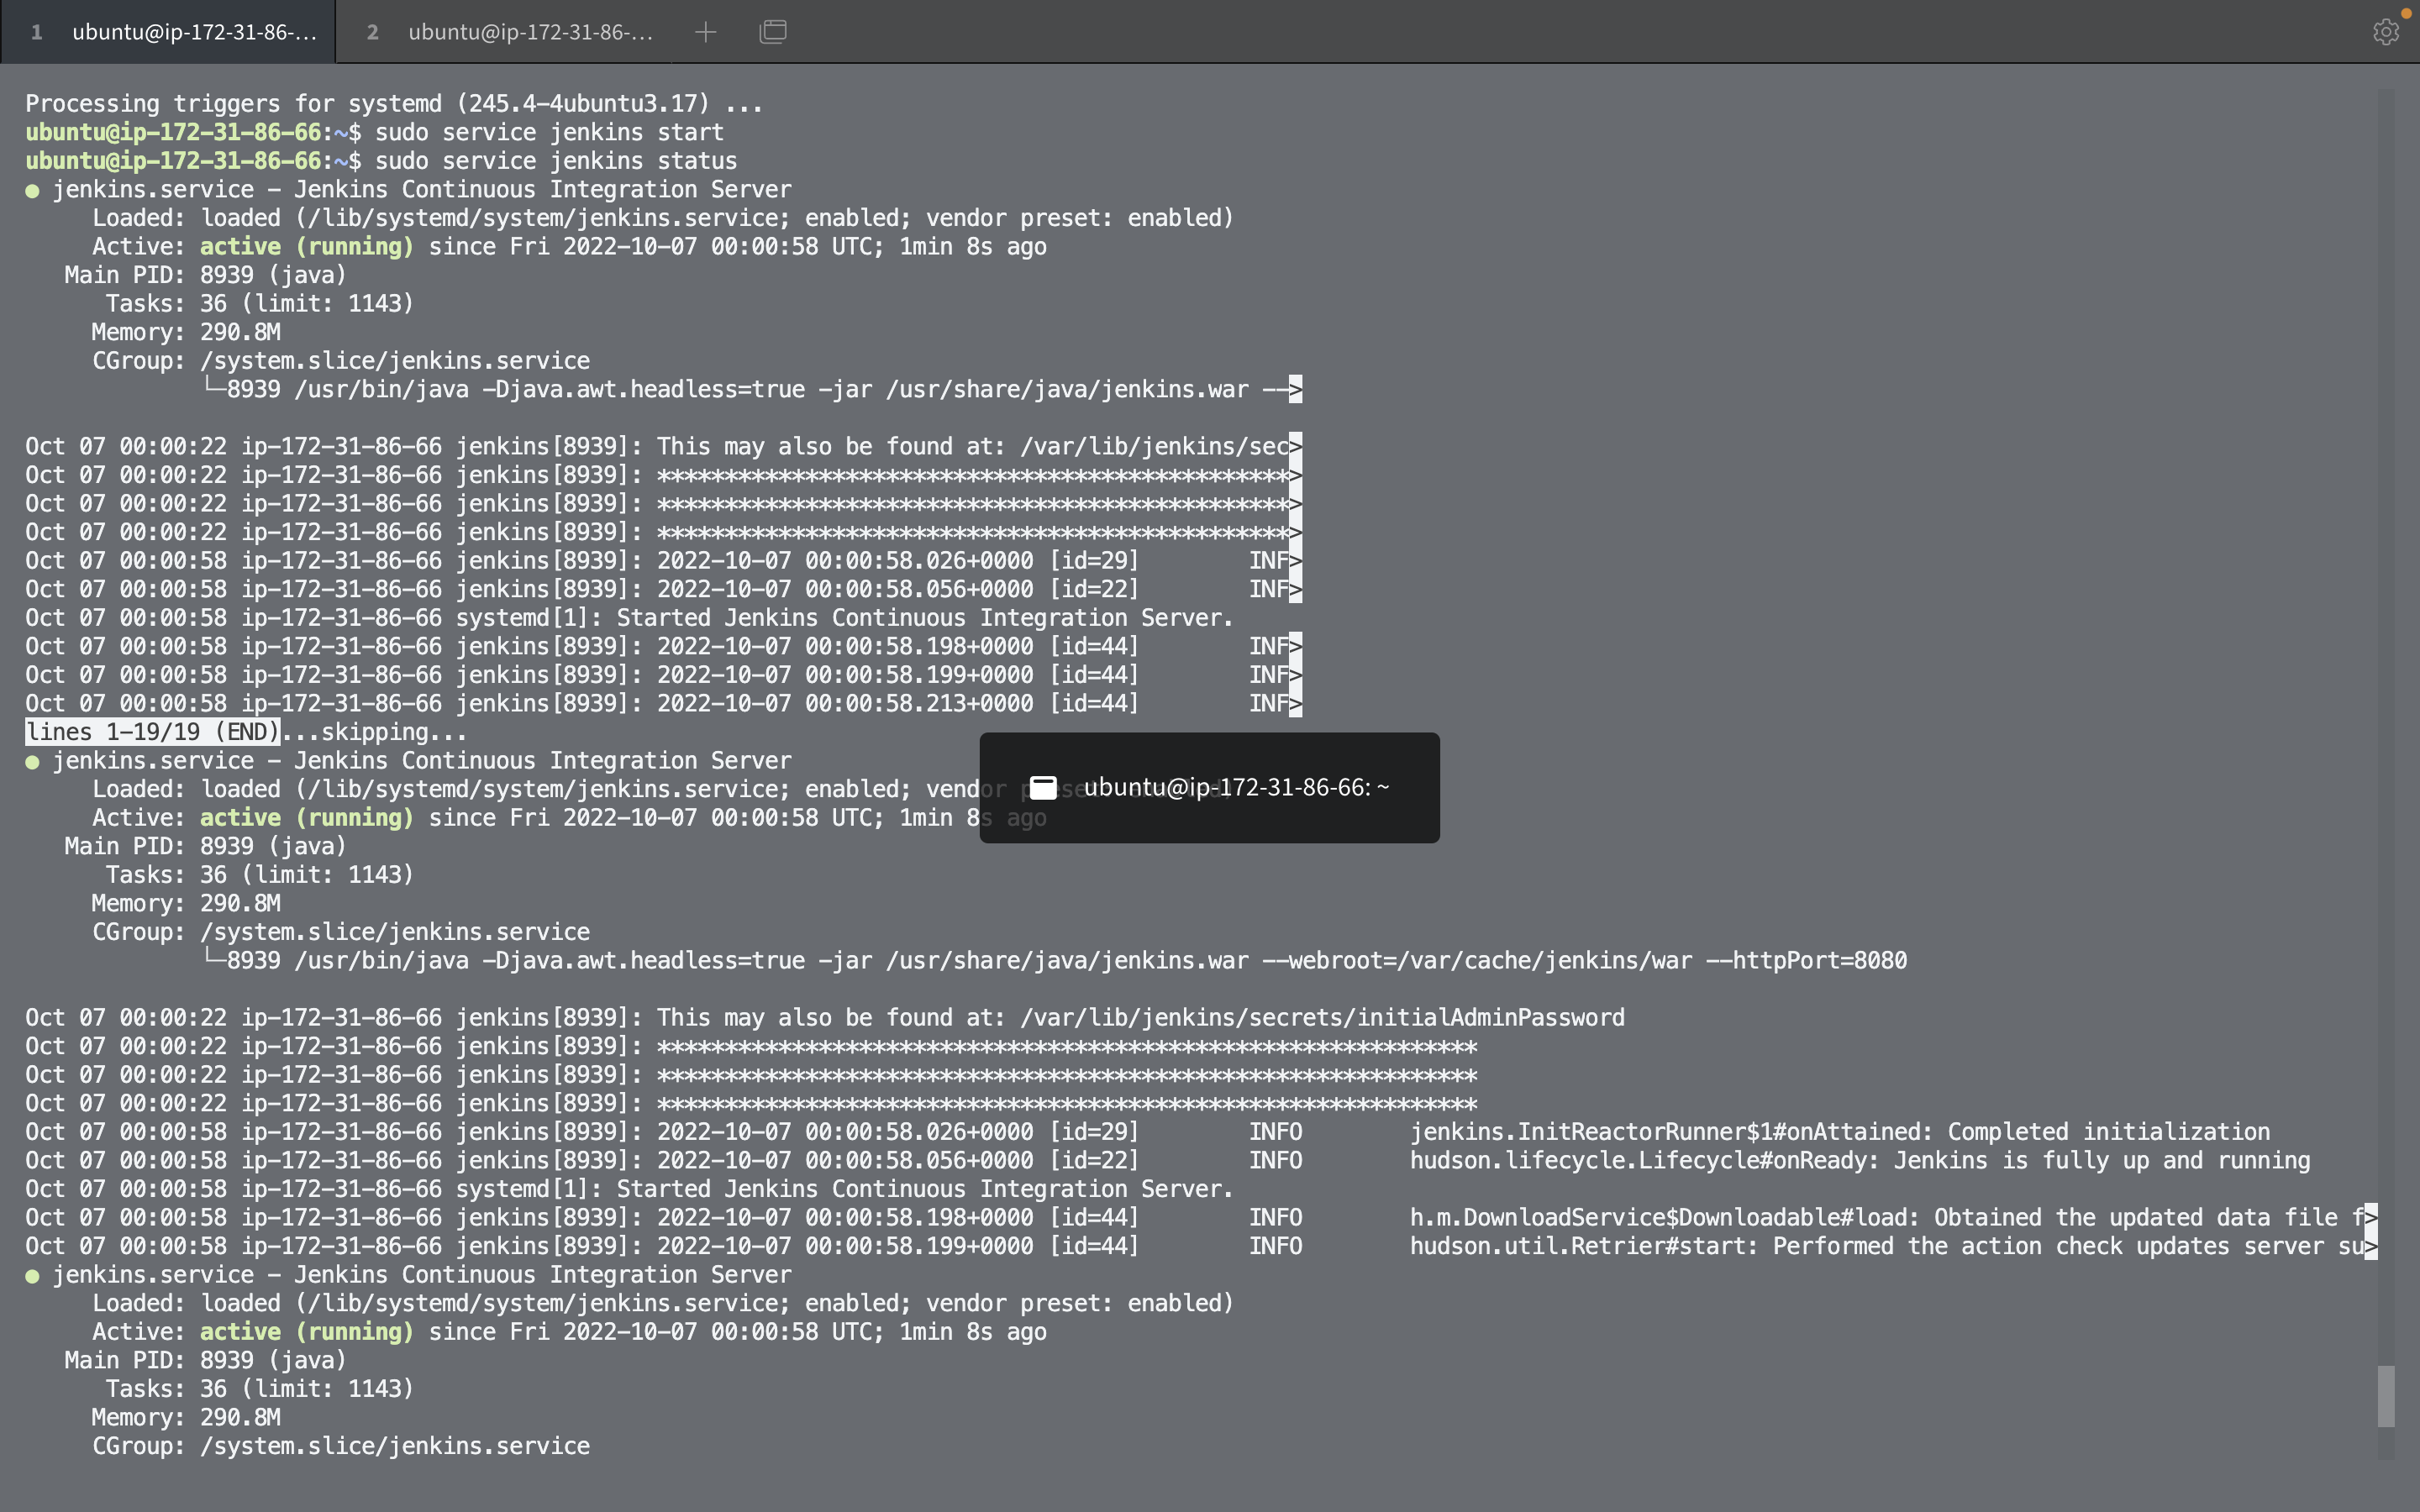 1 ubuntu@ip-172-31-86-... 2 ubuntu@ip-172-31-86-...
Processing triggers for systemd (245.4-4ubuntu3.17) ...
ubuntu@ip-172-31-86-66:~$ sudo service jenkins start
ubuntu@ip-172-31-86-66:~$ sudo service jenkins status
● jenkins.service - Jenkins Continuous Integration Server
Loaded: loaded (/lib/systemd/system/jenkins.service; enabled; vendor preset: enabled)
Active: active (running) since Fri 2022-10-07 00:00:58 UTC; 1min 8s ago
Main PID: 8939 (java)
Tasks: 36 (limit: 1143)
Memory: 290.8M
CGroup: /system.slice/jenkins.service
└─8939 /usr/bin/java -Djava.awt.headless=true -jar /usr/share/java/jenkins.war -->
Oct 07 00:00:22 ip-172-31-86-66 jenkins[8939]: This may also be found at: /var/lib/jenkins/sec>
Oct 07 00:00:22 ip-172-31-86-66 jenkins[8939]: ***********************************************>
Oct 07 00:00:22 ip-172-31-86-66 jenkins[8939]: ***********************************************>
Oct 07 00:00:22 ip-172-31-86-66 jenkins[8939]: ***********************************************>
Oct 07 00:00:58 ip-172-31-86-66 jenkins[8939]: 2022-10-07 00:00:58.026+0000 [id=29] INF>
Oct 07 00:00:58 ip-172-31-86-66 jenkins[8939]: 2022-10-07 00:00:58.056+0000 [id=22] INF>
Oct 07 00:00:58 ip-172-31-86-66 systemd[1]: Started Jenkins Continuous Integration Server.
Oct 07 00:00:58 ip-172-31-86-66 jenkins[8939]: 2022-10-07 00:00:58.198+0000 [id=44] INF>
Oct 07 00:00:58 ip-172-31-86-66 jenkins[8939]: 2022-10-07 00:00:58.199+0000 [id=44] INF>
Oct 07 00:00:58 ip-172-31-86-66 jenkins[8939]: 2022-10-07 00:00:58.213+0000 [id=44] INF>
lines 1-19/19 (END)...skipping...
● jenkins.service - Jenkins Continuous Integration Server
Loaded: loaded (/lib/systemd/system/jenkins.service; enabled; vendor
ubuntu@ip-172-31-86-66: ~
Active: active (running) since Fri 2022-10-07 00:00:58 UTC; 1min 8s ago
Main PID: 8939 (java)
Tasks: 36 (limit: 1143)
Memory: 290.8M
CGroup: /system.slice/jenkins.service
└─8939 /usr/bin/java -Djava.awt.headless=true -jar /usr/share/java/jenkins.war --webroot=/var/cache/jenkins/war --httpPort=8080
Oct 07 00:00:22 ip-172-31-86-66 jenkins[8939]: This may also be found at: /var/lib/jenkins/secrets/initialAdminPassword
Oct 07 00:00:22 ip-172-31-86-66 jenkins[8939]: *************************************************************
Oct 07 00:00:22 ip-172-31-86-66 jenkins[8939]: *************************************************************
Oct 07 00:00:22 ip-172-31-86-66 jenkins[8939]: *************************************************************
Oct 07 00:00:58 ip-172-31-86-66 jenkins[8939]: 2022-10-07 00:00:58.026+0000 [id=29] INFO jenkins.InitReactorRunner$1#onAttained: Completed initialization
Oct 07 00:00:58 ip-172-31-86-66 jenkins[8939]: 2022-10-07 00:00:58.056+0000 [id=22] INFO hudson.lifecycle.Lifecycle#onReady: Jenkins is fully up and running
Oct 07 00:00:58 ip-172-31-86-66 systemd[1]: Started Jenkins Continuous Integration Server.
Oct 07 00:00:58 ip-172-31-86-66 jenkins[8939]: 2022-10-07 00:00:58.198+0000 [id=44] INFO h.m.DownloadService$Downloadable#load: Obtained the updated data file f>
Oct 07 00:00:58 ip-172-31-86-66 jenkins[8939]: 2022-10-07 00:00:58.199+0000 [id=44] INFO hudson.util.Retrier#start: Performed the action check updates server su>
● jenkins.service - Jenkins Continuous Integration Server
Loaded: loaded (/lib/systemd/system/jenkins.service; enabled; vendor preset: enabled)
Active: active (running) since Fri 2022-10-07 00:00:58 UTC; 1min 8s ago
Main PID: 8939 (java)
Tasks: 36 (limit: 1143)
Memory: 290.8M
CGroup: /system.slice/jenkins.service